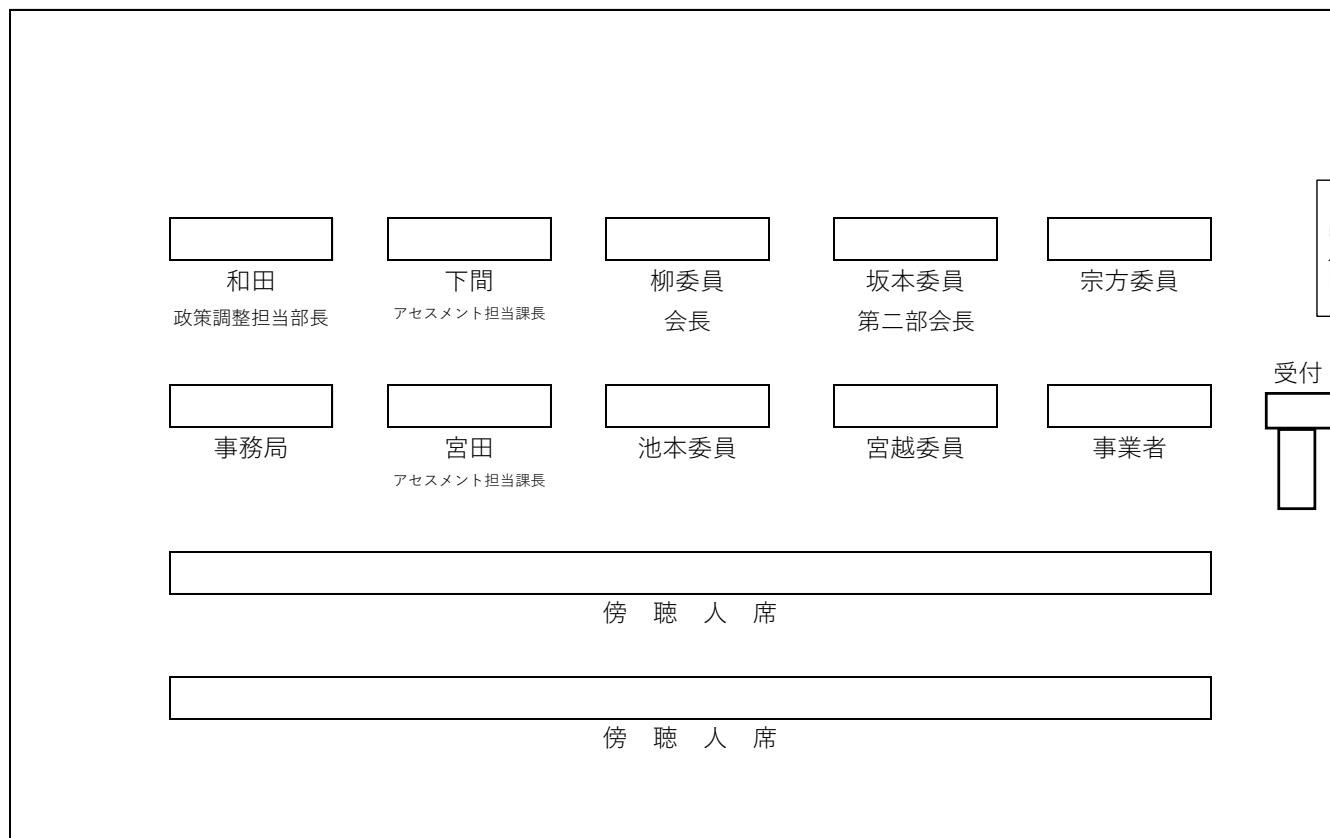 和田 下間 柳委員 坂本委員 宗方委員
政策調整担当部長 アセスメント担当課長 会長 第二部会長
受付
事務局 宮田 池本委員 宮越委員 事業者
アセスメント担当課長
傍 聴 人 席
傍 聴 人 席